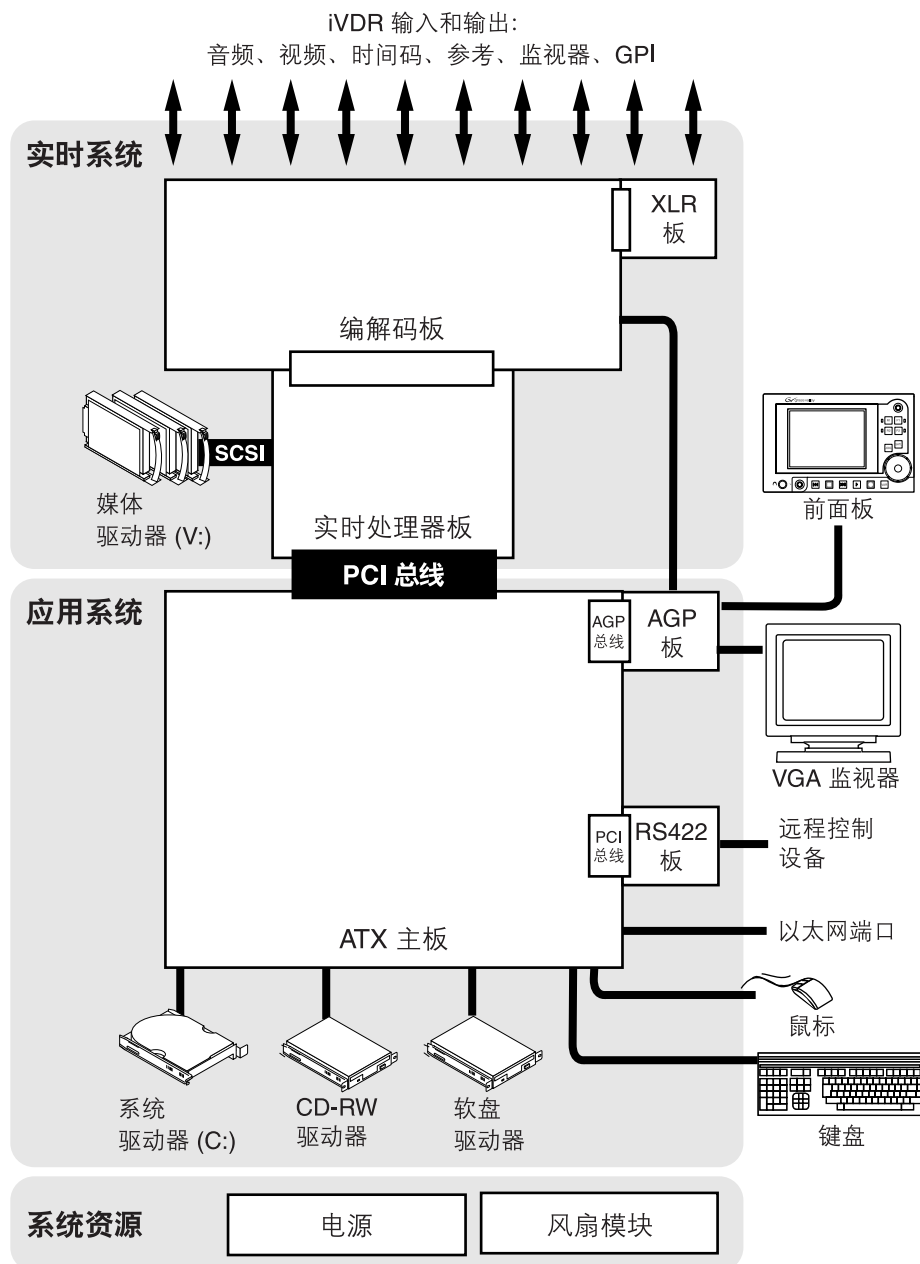 iVDR 输入和输出:
音频、视频、时间码、参考、监视器、GPI
实时系统
XLR
板
编解码板
SCSI
媒体
驱动器 (V:)
实时处理器板
前面板
PCI 总线
应用系统
AGP
总线
AGP
板
VGA 监视器
PCI
总线
RS422
板
远程控制
设备
ATX 主板
以太网端口
鼠标
系统
驱动器 (C:)
CD-RW
驱动器
软盘
驱动器
键盘
系统资源
电源
风扇模块